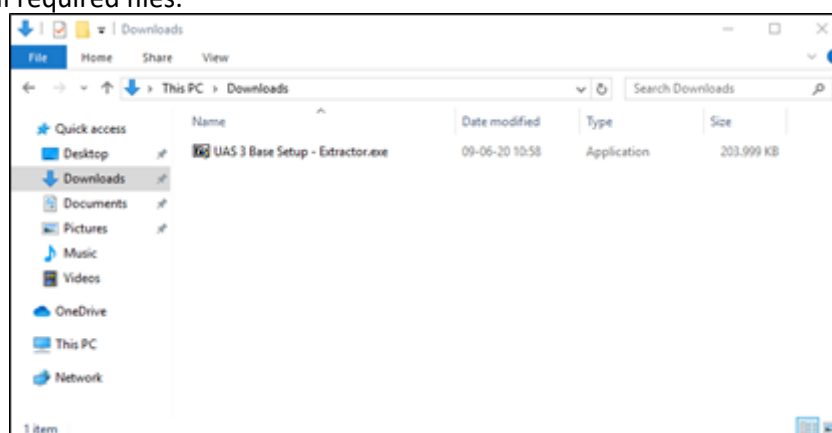 required files.
Downloads
File Home Share View
This PC Downloads Search Downloads
Name Date modified Type Size
UAS 3 Base Setup - Extractor.exe 09-06-20 10:58 Application 203.999 KB
Quick access
Desktop
Downloads
Documents
Pictures
Music
Videos
OneDrive
This PC
Network
1 item